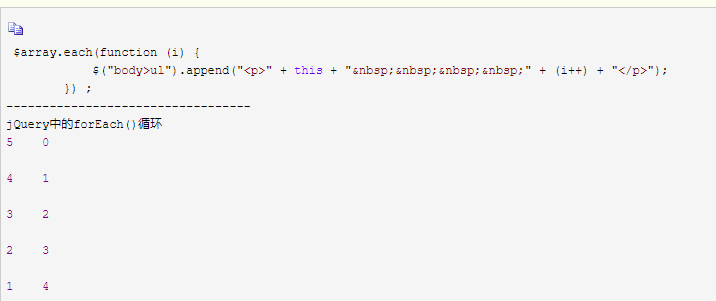 $array.each(function (i) {
$("body>ul").append("<p>" + this + "&nbsp;&nbsp;&nbsp;&nbsp;" + (i++) + "</p>");
}) ;
----------------------------------
jQuery中的forEach()循环
5 0
4 1
3 2
2 3
1 4